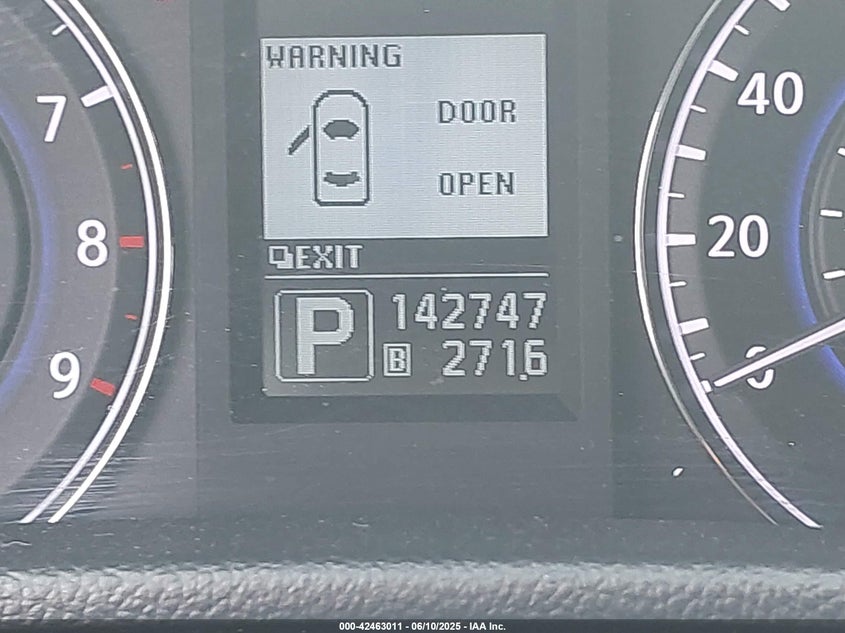 WARNING
DOOR
OPEN
EXIT
P
142747
B 271.6
7
8
9
40
20
0
000-42463011 - 06/10/2025 - IAA Inc.